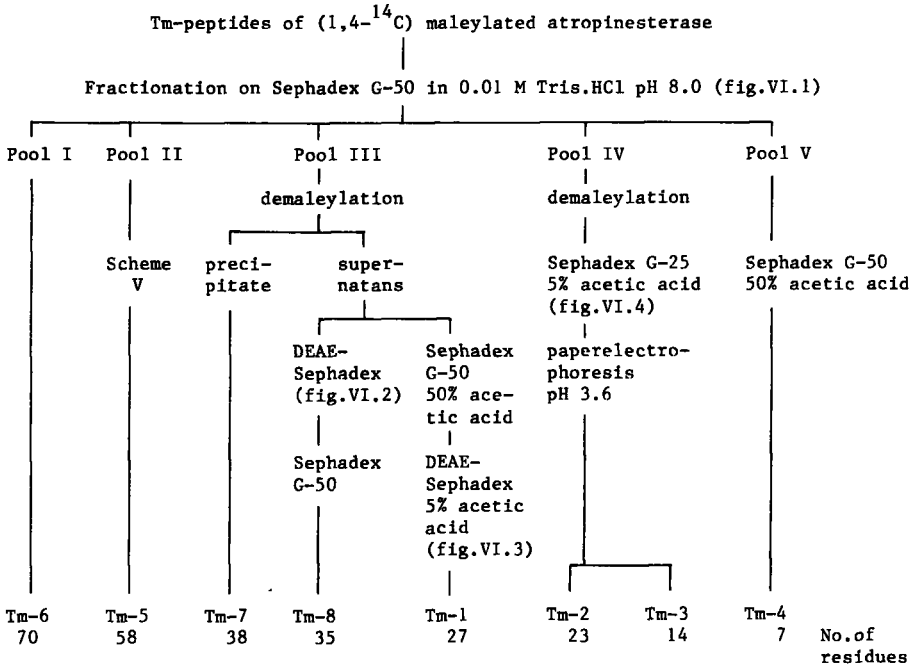 Tm-peptides of (1,4-14C) maleylated atropinesterase
Fractionation on Sephadex G-50 in 0.01 M Tris.HCl pH 8.0 (fig.VI.1)
Pool I Pool II Pool III Pool IV Pool V
demaleylation demaleylation
Scheme
V
preci-
pitate
super-
natans
Sephadex G-25
5% acetic acid
(fig.VI.4)
Sephadex G-50
50% acetic acid
DEAE-
Sephadex
(fig.VI.2)
Sephadex
G-50
50% ace-
tic acid
paperelectro-
phoresis
pH 3.6
Sephadex
G-50
DEAE-
Sephadex
5% acetic
acid
(fig.VI.3)
Tm-6 Tm-5 Tm-7 Tm-8 Tm-1 Tm-2 Tm-3 Tm-4
70 58 38 35 27 23 14 7 No.of
residues